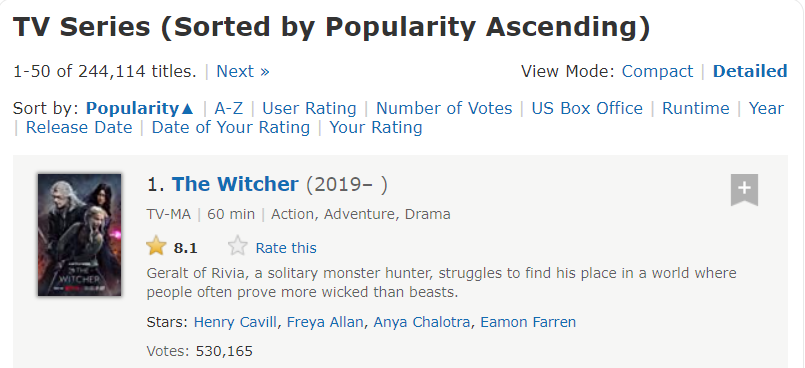 TV Series (Sorted by Popularity Ascending)
1-50 of 244,114 titles. | Next »
View Mode: Compact | Detailed
Sort by: Popularity▲ | A-Z | User Rating | Number of Votes | US Box Office | Runtime | Year
| Release Date | Date of Your Rating | Your Rating
THE
WITCHER
1. The Witcher (2019– )
TV-MA | 60 min | Action, Adventure, Drama
8.1 Rate this
Geralt of Rivia, a solitary monster hunter, struggles to find his place in a world where
people often prove more wicked than beasts.
Stars: Henry Cavill, Freya Allan, Anya Chalotra, Eamon Farren
Votes: 530,165